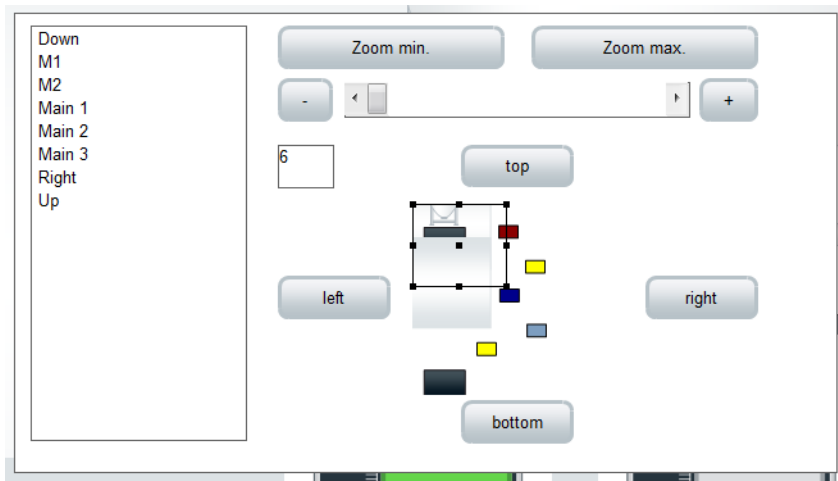 Down
M1
M2
Main 1
Main 2
Main 3
Right
Up
Zoom min.
Zoom max.
-
+
6
top
left
right
bottom